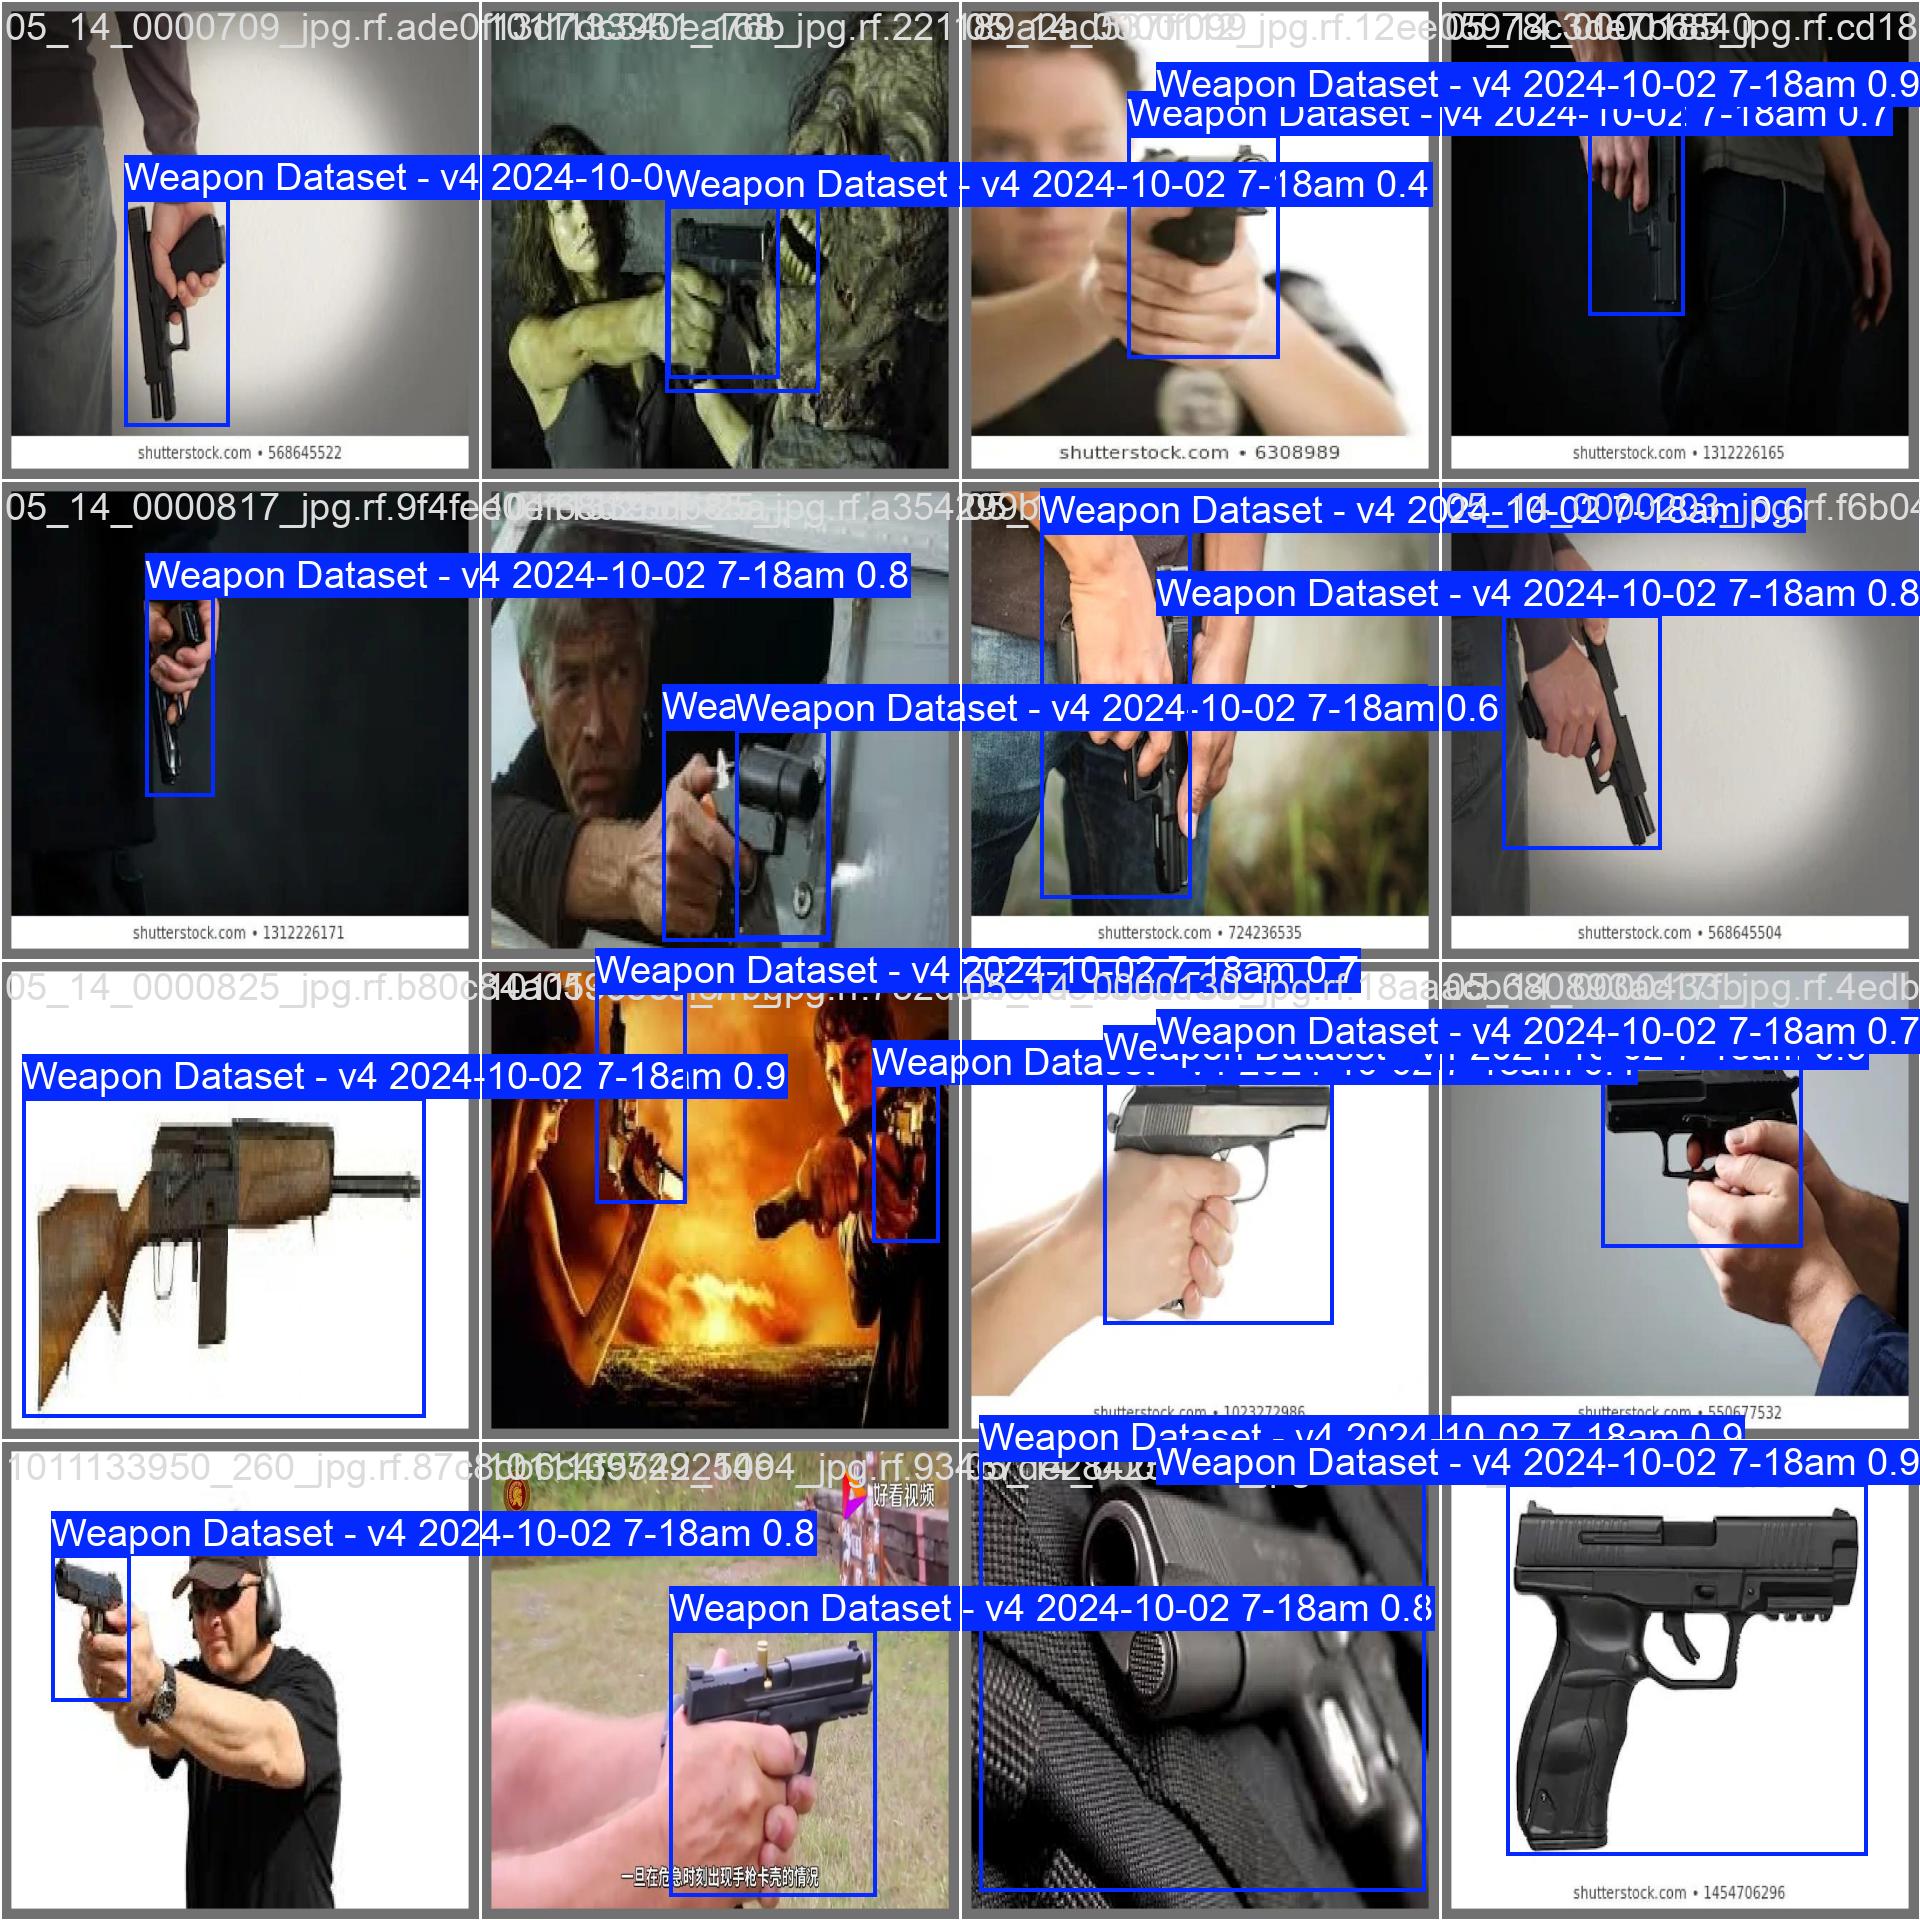 05_14_0000709_jpg.rf.ade0f
Weapon Dataset - v4 2024-10-0
Weapon Dataset - v4 2024-10-02 7-18am 0.4
Weapon Dataset - v4 2024-10-02 7-18am 0.9
Weapon Dataset - v4 2024-10-02 7-18am 0.7
shutterstock.com • 568645522
shutterstock.com • 6308989
shutterstock.com • 1312226165
05_14_0000817_jpg.rf.9f4fee
Weapon Dataset - v4 2024-10-02 7-18am 0.8
Wea
Weapon Dataset - v4 2024-10-02 7-18am 0.6
Weapon Dataset - v4 2024-10-02 7-18am 0.6
Weapon Dataset - v4 2024-10-02 7-18am 0.8
shutterstock.com • 1312226171
shutterstock.com • 724236535
shutterstock.com • 568645504
05_14_0000825_jpg.rf.b80c
Weapon Dataset - v4 2024-10-02 7-18am 0.9
Weapon Dataset - v4 2024-10-02 7-18am 0.7
Weapon Data
We
Weapon Dataset - v4 2024-10-02 7-18am 0.7
shutterstock.com • 1023272986
shutterstock.com • 550677532
1011133950_260_jpg.rf.87c8
Weapon Dataset - v4 2024-10-02 7-18am 0.8
好看视频
Weapon Dataset - v4 2024-10-02 7-18am 0.8
一旦在危急时刻出现手枪卡壳的情况
Weapon Dataset - v4 2024-10-02 7-18am 0.9
Weapon Dataset - v4 2024-10-02 7-18am 0.9
shutterstock.com • 1454706296